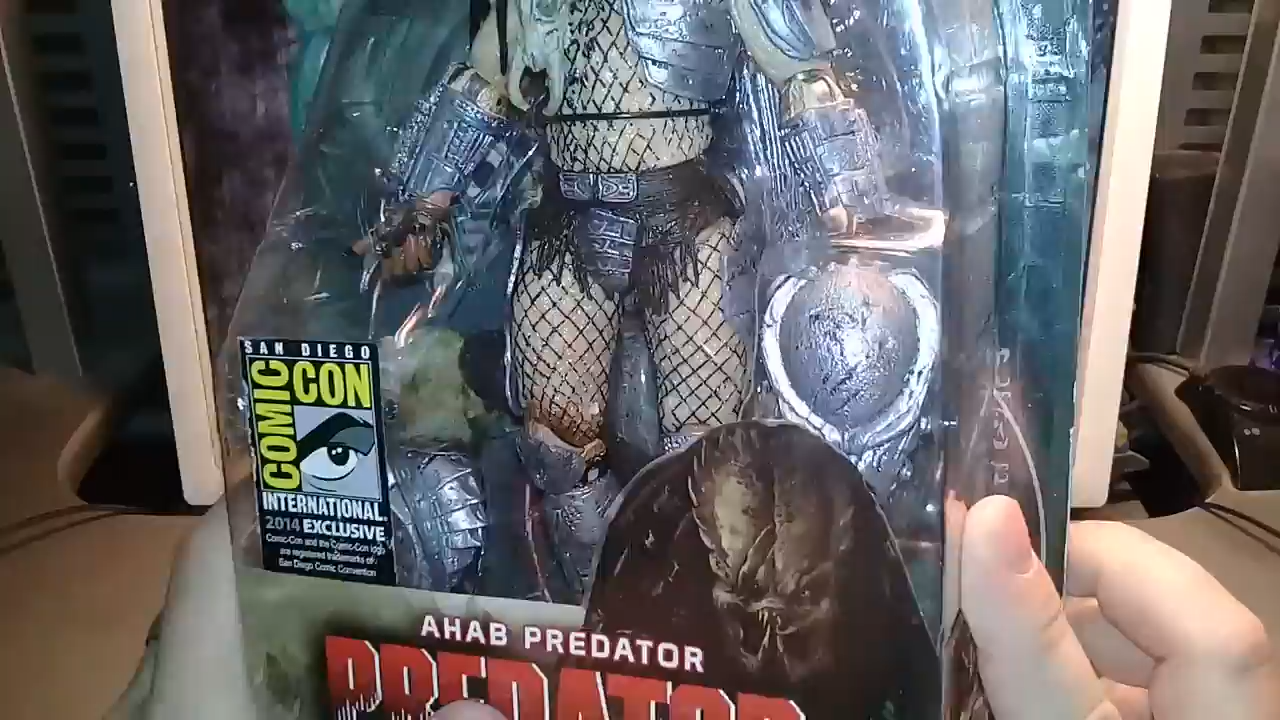 SAN DIEGO
COMIC CON
INTERNATIONAL®
2014 EXCLUSIVE
Comic-Con and the Comic-Con logo
are registered trademarks of
San Diego Comic Convention
AHAB PREDATOR
PREDATOR